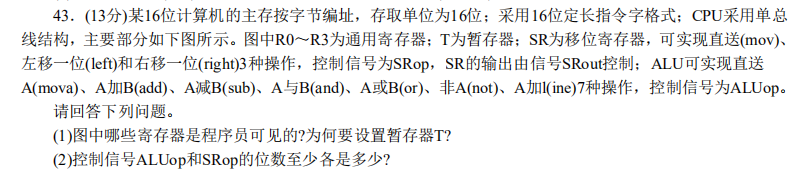 43．(13分)某16位计算机的主存按字节编址，存取单位为16位；采用16位定长指令字格式；CPU采用单总
线结构，主要部分如下图所示。图中R0～R3为通用寄存器；T为暂存器；SR为移位寄存器，可实现直送(mov)、
左移一位(left)和右移一位(right)3种操作，控制信号为SRop，SR的输出由信号SRout控制；ALU可实现直送
A(mova)、A加B(add)、A减B(sub)、A与B(and)、A或B(or)、非A(not)、A加l(ine)7种操作，控制信号为ALUop。
请回答下列问题。
(1)图中哪些寄存器是程序员可见的?为何要设置暂存器T?
(2)控制信号ALUop和SRop的位数至少各是多少?